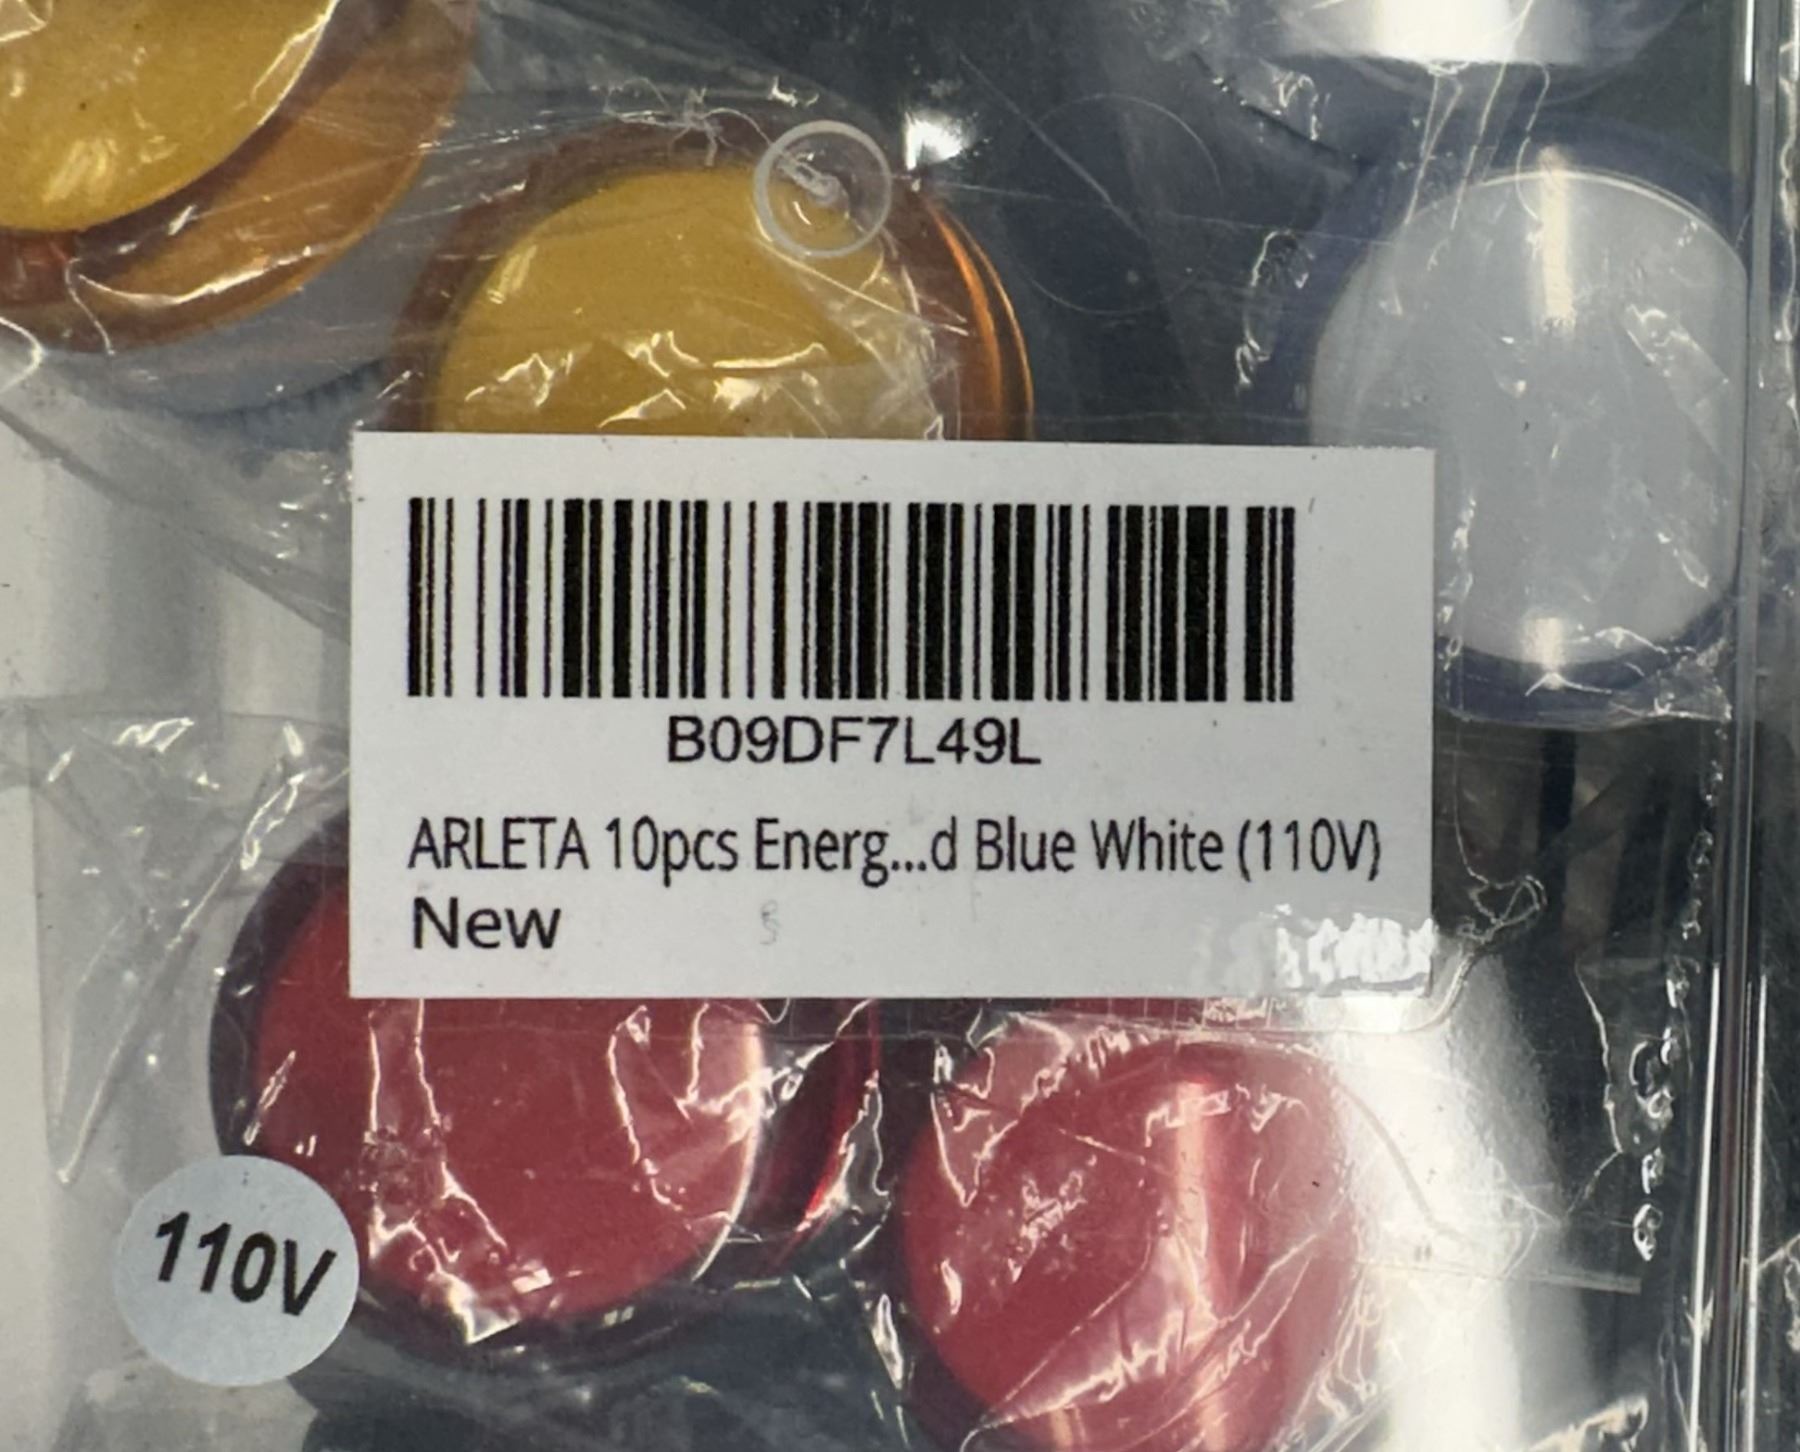 B09DF7L49L
ARLETA 10pcs Energ...d Blue White (110V)
New
110V